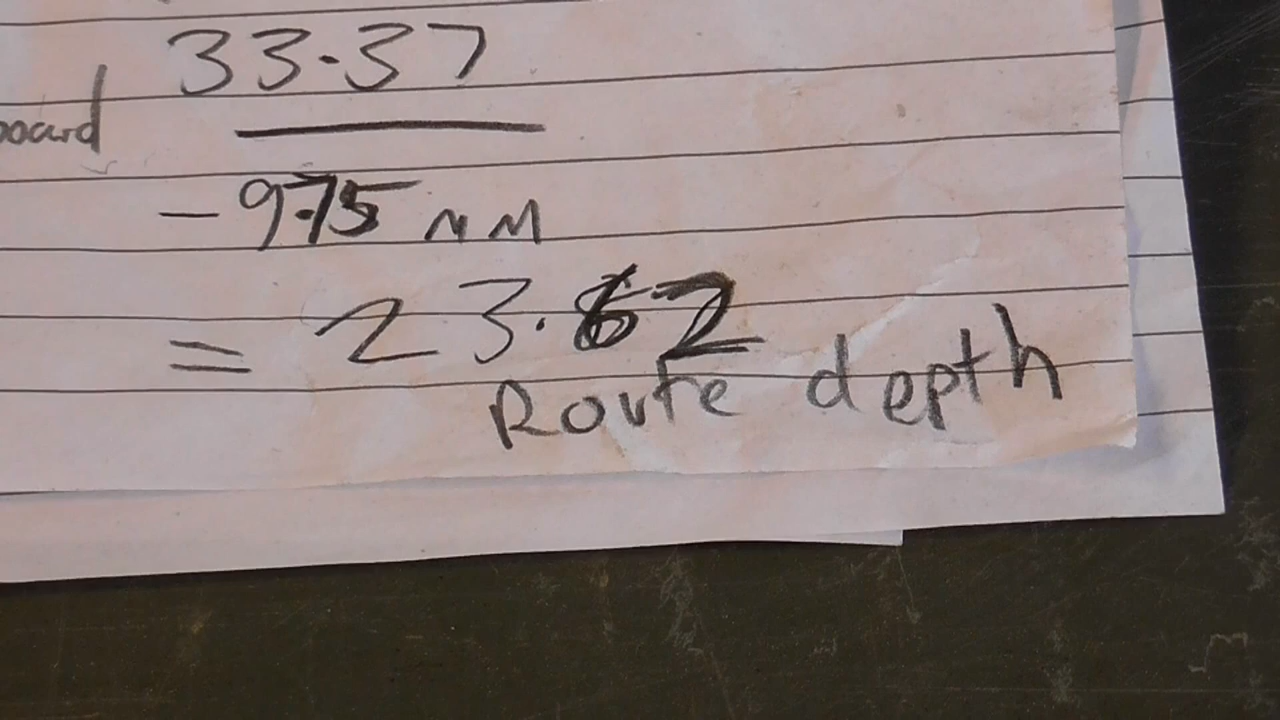 33.37
board
- 9.75 MM
= 23.62
Route depth